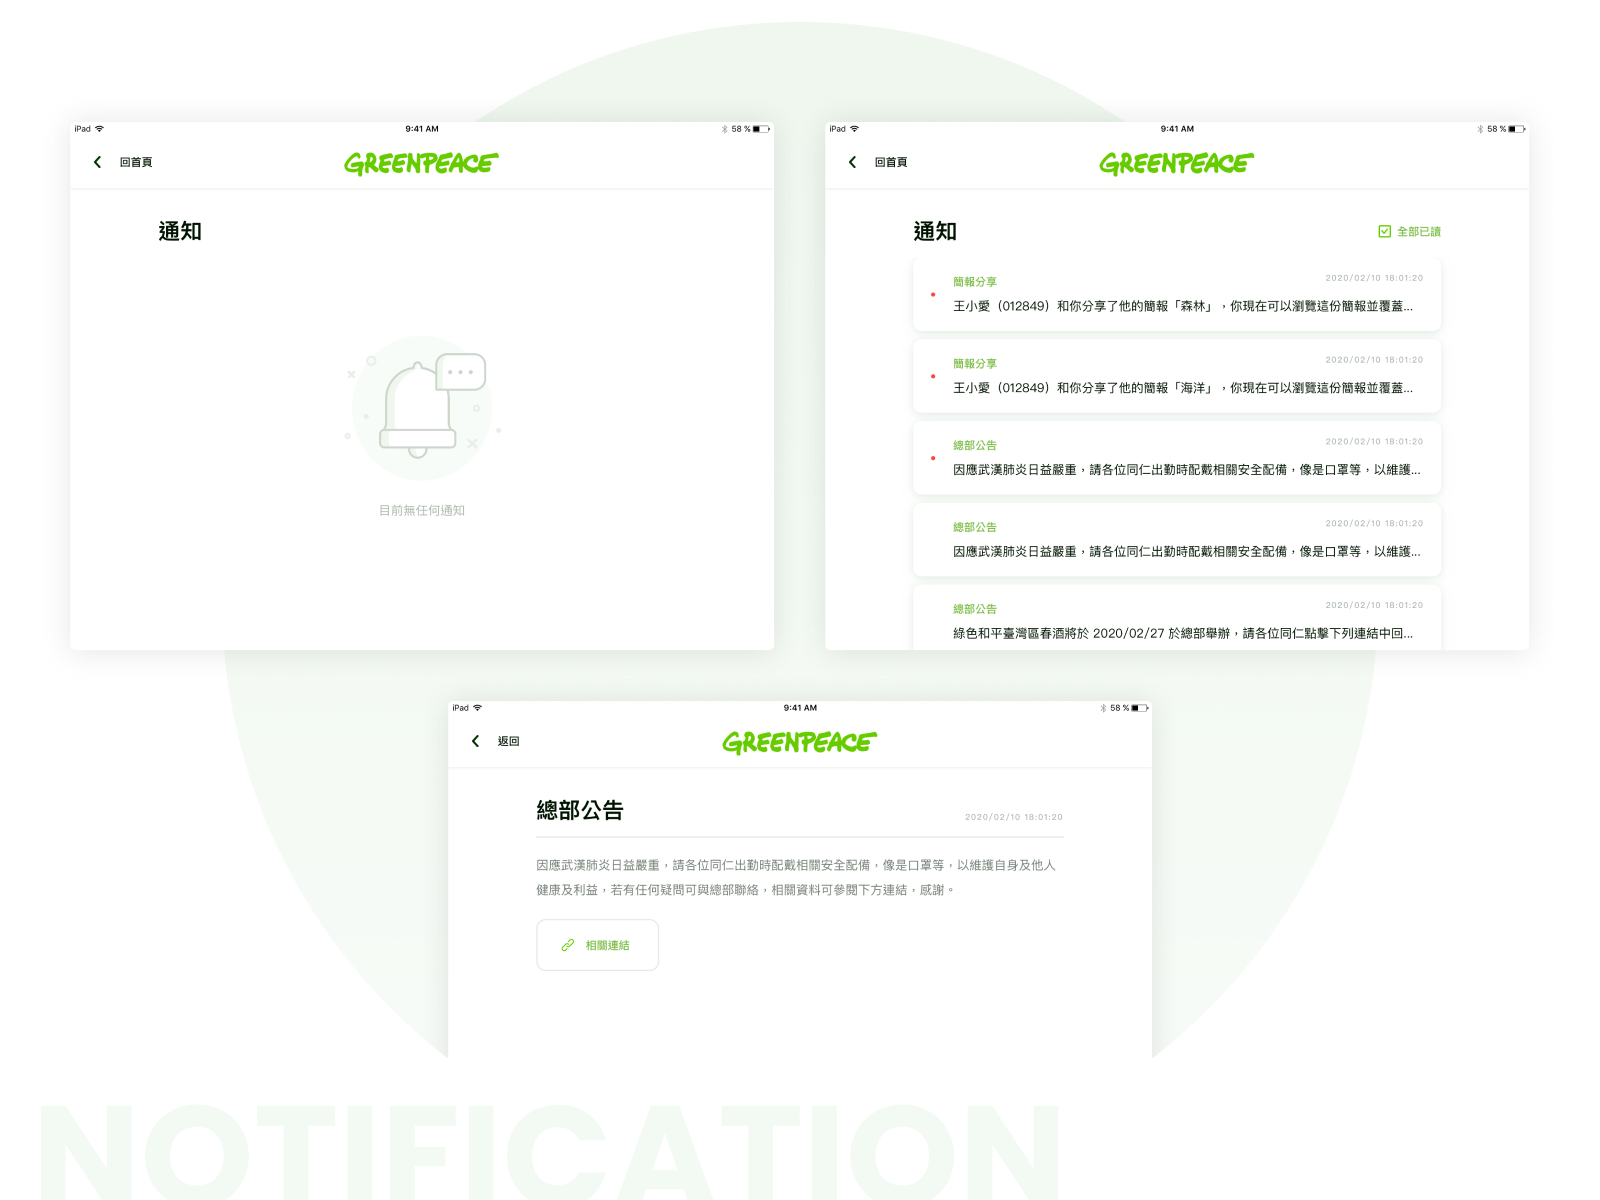 iPad
9:41 AM
58 %
回首頁
GREENPEACE
通知
目前無任何通知
iPad
9:41 AM
58 %
回首頁
GREENPEACE
通知
全部已讀
簡報分享
2020/02/10 18:01:20
王小愛（012849）和你分享了他的簡報「森林」，你現在可以瀏覽這份簡報並覆蓋...
簡報分享
2020/02/10 18:01:20
王小愛（012849）和你分享了他的簡報「海洋」，你現在可以瀏覽這份簡報並覆蓋...
總部公告
2020/02/10 18:01:20
因應武漢肺炎日益嚴重，請各位同仁出勤時配戴相關安全配備，像是口罩等，以維護...
總部公告
2020/02/10 18:01:20
因應武漢肺炎日益嚴重，請各位同仁出勤時配戴相關安全配備，像是口罩等，以維護...
總部公告
2020/02/10 18:01:20
綠色和平臺灣區春酒將於 2020/02/27 於總部舉辦，請各位同仁點擊下列連結中回...
iPad
9:41 AM
58 %
返回
GREENPEACE
總部公告
2020/02/10 18:01:20
因應武漢肺炎日益嚴重，請各位同仁出勤時配戴相關安全配備，像是口罩等，以維護自身及他人
健康及利益，若有任何疑問可與總部聯絡，相關資料可參閱下方連結，感謝。
相關連結
NOTIFICATION